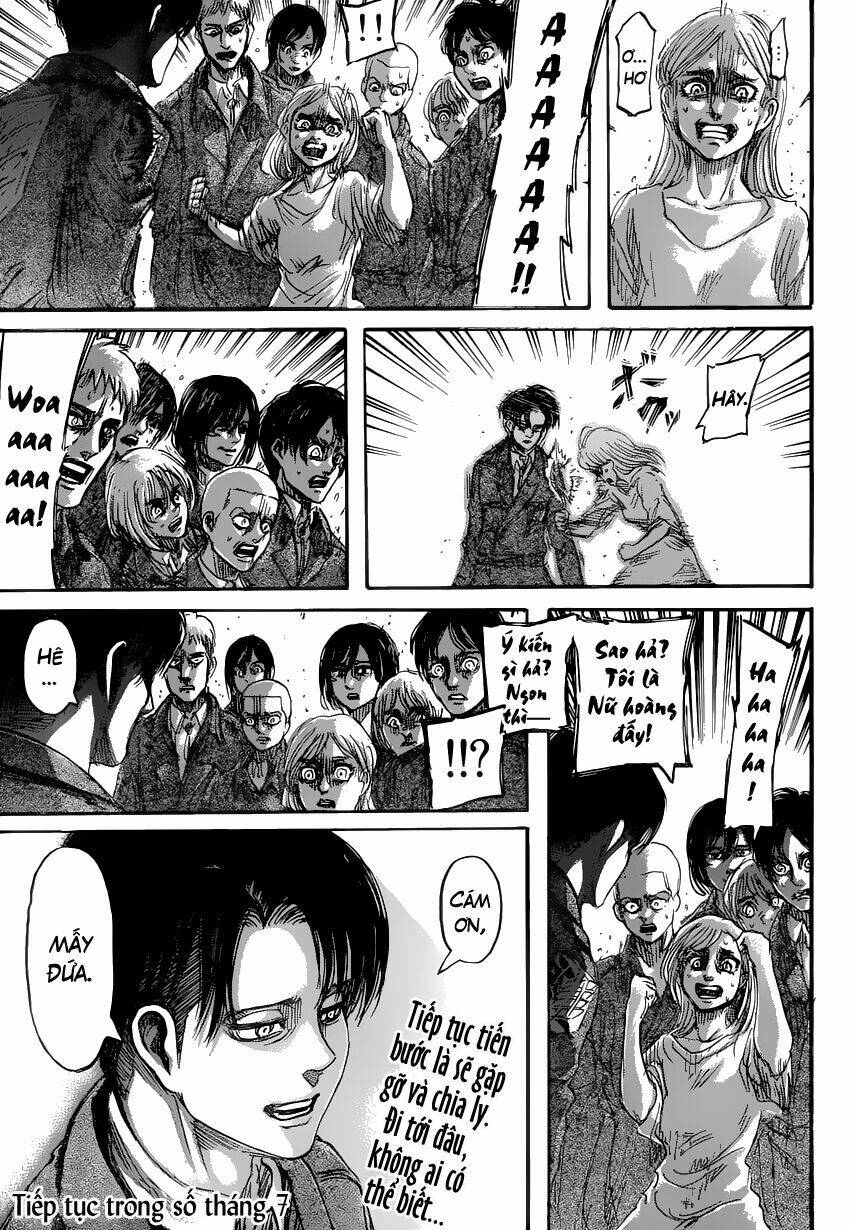 ...
Ơ...
HƠ
!!
A
A
A
A
A
A
A!!
HÂY.
Woa
aaa
aaa
aa!
Ha
ha
ha
ha
!
Sao hả?
Tôi là
Nữ hoàng
đấy!
Ý kiến
gì hả?
Ngon
thì—
!!?
HÊ
...
CÁM
ƠN,
MẤY
ĐỨA.
Tiếp tục tiến
bước là sẽ gặp
gỡ và chia ly.
Đi tới đâu,
không ai có
thể biết...
Tiếp tục trong số tháng 7